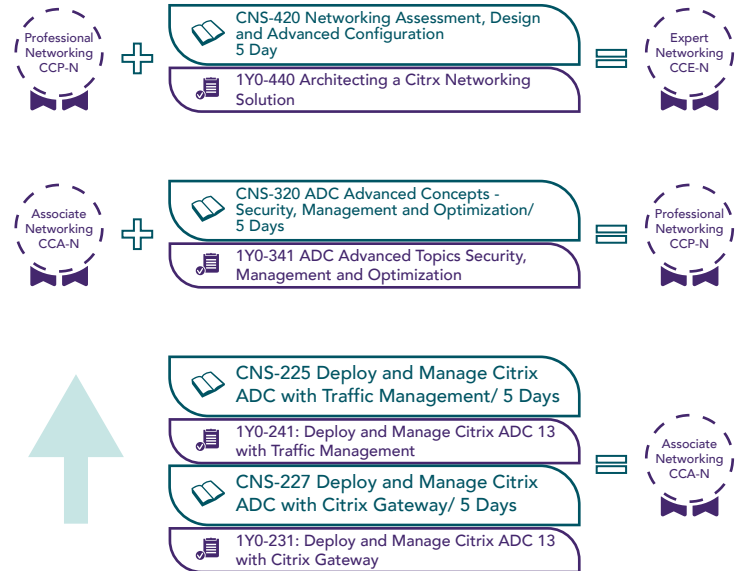 Professional
Networking
CCP-N
CNS-420 Networking Assessment, Design
and Advanced Configuration
5 Day
1Y0-440 Architecting a Citrx Networking
Solution
Expert
Networking
CCE-N
Associate
Networking
CCA-N
CNS-320 ADC Advanced Concepts -
Security, Management and Optimization/
5 Days
1Y0-341 ADC Advanced Topics Security,
Management and Optimization
Professional
Networking
CCP-N
CNS-225 Deploy and Manage Citrix
ADC with Traffic Management/ 5 Days
1Y0-241: Deploy and Manage Citrix ADC 13
with Traffic Management
CNS-227 Deploy and Manage Citrix
ADC with Citrix Gateway/ 5 Days
1Y0-231: Deploy and Manage Citrix ADC 13
with Citrix Gateway
Associate
Networking
CCA-N